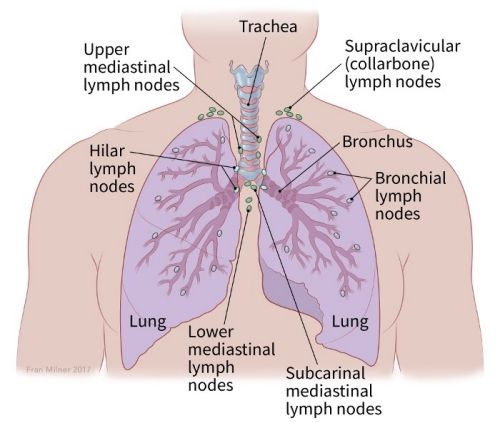 Trachea
Upper
mediastinal
lymph nodes
Supraclavicular
(collarbone)
lymph nodes
Hilar
lymph
nodes
Bronchus
Bronchial
lymph
nodes
Lung
Lung
Lower
mediastinal
lymph
nodes
Subcarinal
mediastinal
lymph nodes
Fran Milner 2017